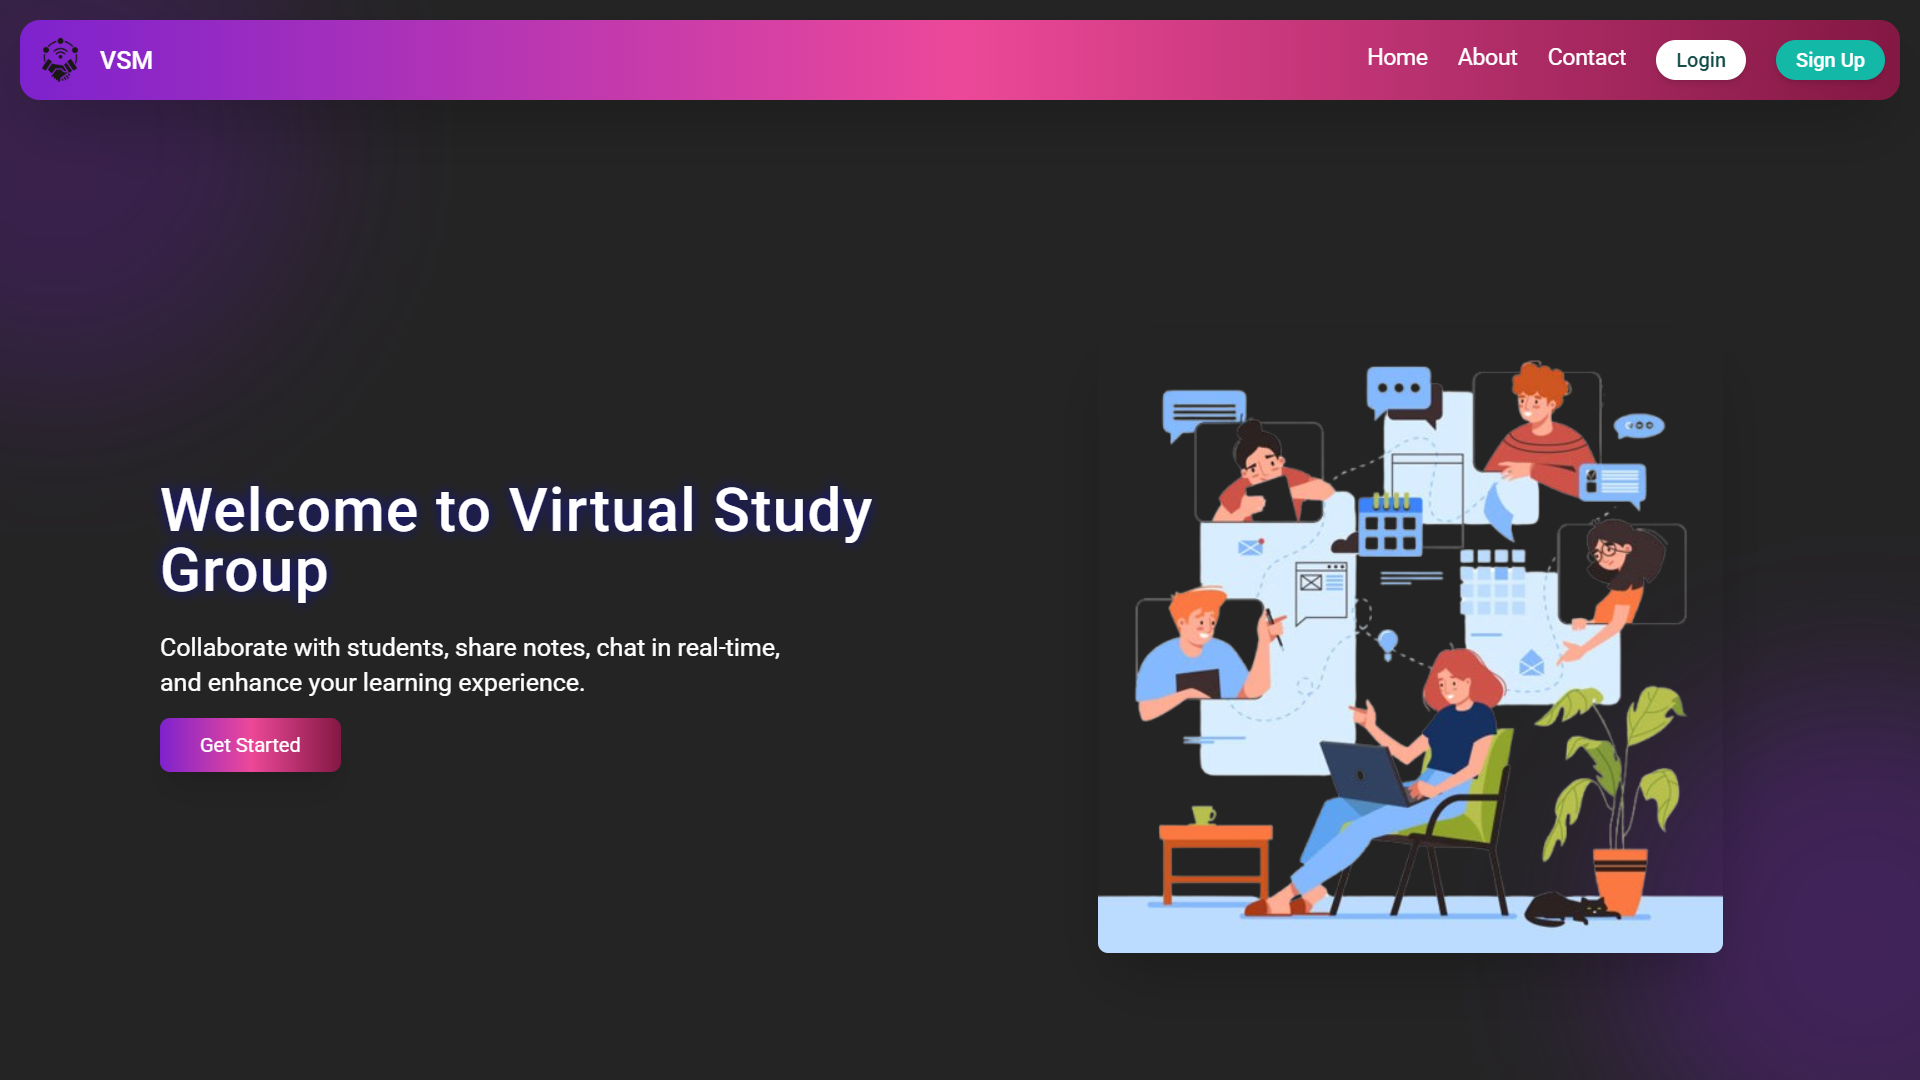 VSM
Home
About
Contact
Login
Sign Up
Welcome to Virtual Study
Group
Collaborate with students, share notes, chat in real-time,
and enhance your learning experience.
Get Started